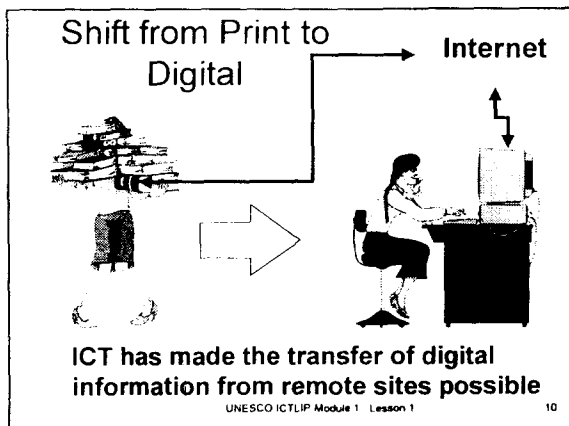 Shift from Print to
Digital
Internet
ICT has made the transfer of digital
information from remote sites possible
UNESCO ICTLIP Module 1 Lesson 1
10